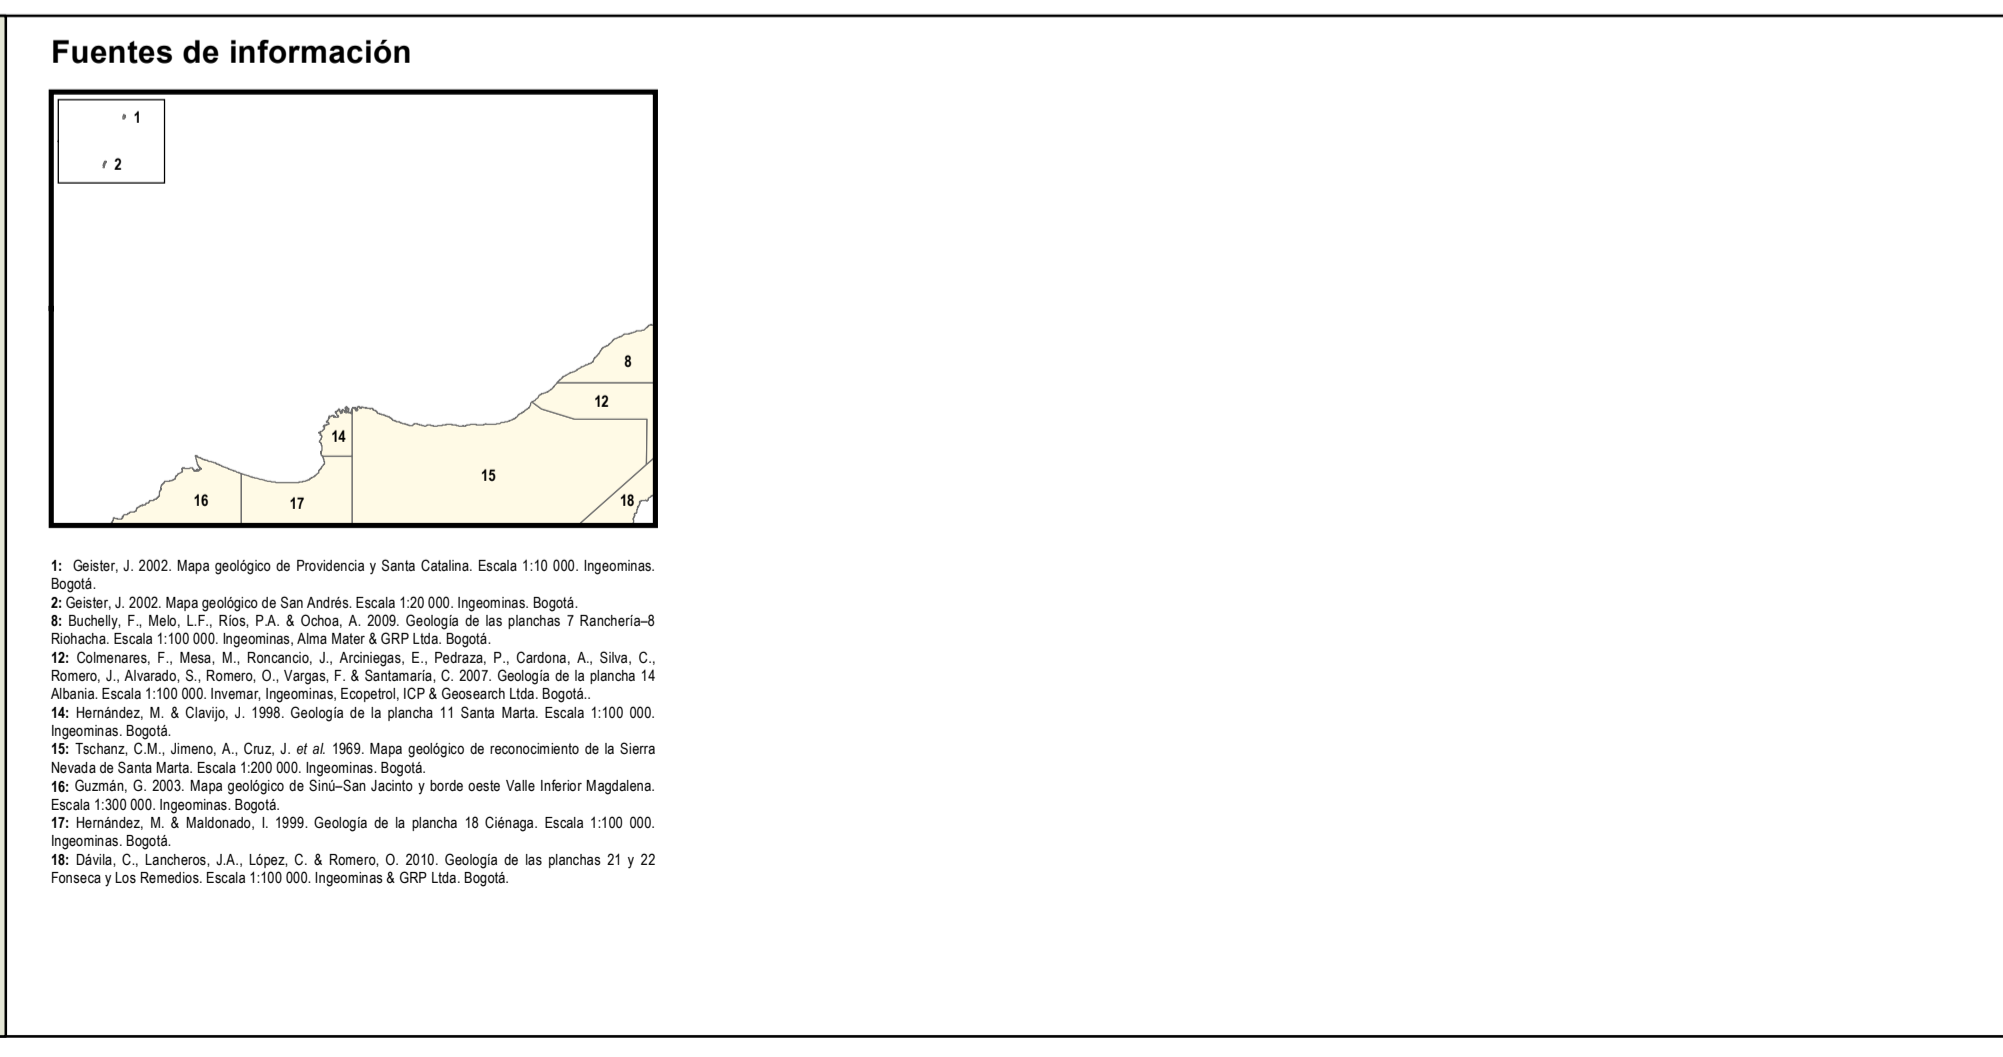 Fuentes de información
1
2
8
12
14
15
16
17
18
1: Geister, J. 2002. Mapa geológico de Providencia y Santa Catalina. Escala 1:10 000. Ingeominas.
Bogotá.
2: Geister, J. 2002. Mapa geológico de San Andrés. Escala 1:20 000. Ingeominas. Bogotá.
8: Buchelly, F., Melo, L.F., Ríos, P.A. & Ochoa, A. 2009. Geología de las planchas 7 Ranchería–8
Riohacha. Escala 1:100 000. Ingeominas, Alma Mater & GRP Ltda. Bogotá.
12: Colmenares, F., Mesa, M., Roncancio, J., Arciniegas, E., Pedraza, P., Cardona, A., Silva, C.,
Romero, J., Alvarado, S., Romero, O., Vargas, F. & Santamaría, C. 2007. Geología de la plancha 14
Albania. Escala 1:100 000. Invemar, Ingeominas, Ecopetrol, ICP & Geosearch Ltda. Bogotá..
14: Hernández, M. & Clavijo, J. 1998. Geología de la plancha 11 Santa Marta. Escala 1:100 000.
Ingeominas. Bogotá.
15: Tschanz, C.M., Jimeno, A., Cruz, J. et al. 1969. Mapa geológico de reconocimiento de la Sierra
Nevada de Santa Marta. Escala 1:200 000. Ingeominas. Bogotá.
16: Guzmán, G. 2003. Mapa geológico de Sinú–San Jacinto y borde oeste Valle Inferior Magdalena.
Escala 1:300 000. Ingeominas. Bogotá.
17: Hernández, M. & Maldonado, I. 1999. Geología de la plancha 18 Ciénaga. Escala 1:100 000.
Ingeominas. Bogotá.
18: Dávila, C., Lancheros, J.A., López, C. & Romero, O. 2010. Geología de las planchas 21 y 22
Fonseca y Los Remedios. Escala 1:100 000. Ingeominas & GRP Ltda. Bogotá.